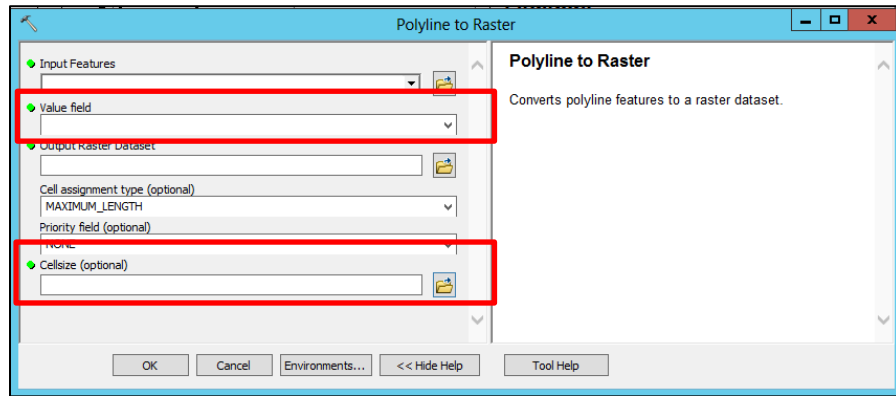 Polyline to Raster
Input Features
Value field
Output Raster Dataset
Cell assignment type (optional)
MAXIMUM_LENGTH
Priority field (optional)
NONE
Cellsize (optional)
OK
Cancel
Environments...
<< Hide Help
Tool Help
Polyline to Raster
Converts polyline features to a raster dataset.